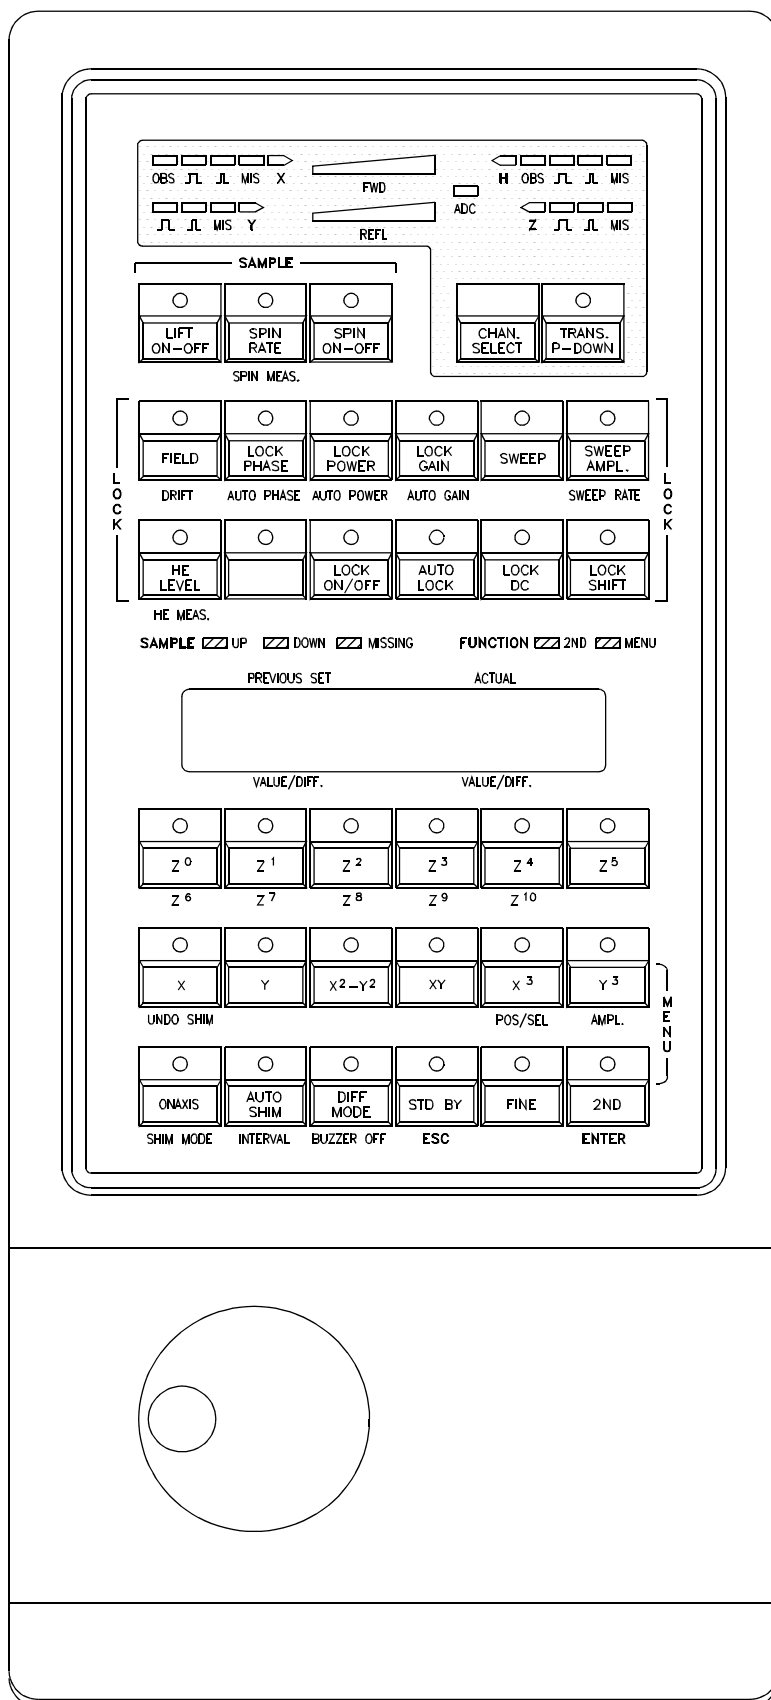 OBS MIS X FWD H OBS MIS
ADC
MIS Y REFL Z MIS
SAMPLE
LIFT ON-OFF SPIN RATE SPIN ON-OFF CHAN. SELECT TRANS. P-DOWN
SPIN MEAS.
LOCK
FIELD LOCK PHASE LOCK POWER LOCK GAIN SWEEP SWEEP AMPL.
LOCK
DRIFT AUTO PHASE AUTO POWER AUTO GAIN SWEEP RATE
HE LEVEL LOCK ON/OFF AUTO LOCK LOCK DC LOCK SHIFT
HE MEAS.
SAMPLE UP DOWN MISSING FUNCTION 2ND MENU
PREVIOUS SET ACTUAL
VALUE/DIFF. VALUE/DIFF.
Z⁰ Z¹ Z² Z³ Z⁴ Z⁵
Z⁶ Z⁷ Z⁸ Z⁹ Z¹⁰
X Y X²-Y² XY X³ Y³
UNDO SHIM POS/SEL AMPL.
MENU
ONAXIS AUTO SHIM DIFF MODE STD BY FINE 2ND
SHIM MODE INTERVAL BUZZER OFF ESC ENTER